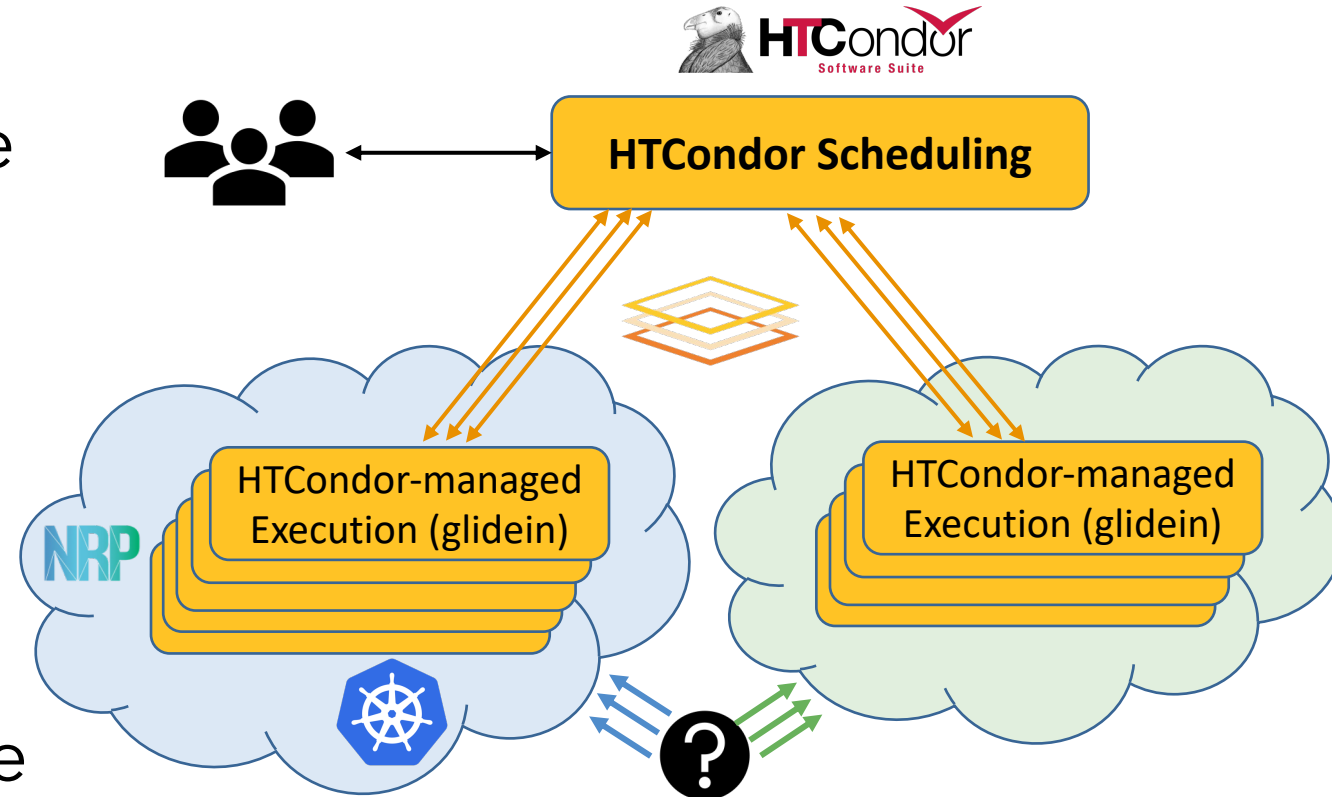 HTCondor
Software Suite
e
HTCondor Scheduling
HTCondor-managed
Execution (glidein)
HTCondor-managed
Execution (glidein)
NRP
?
e